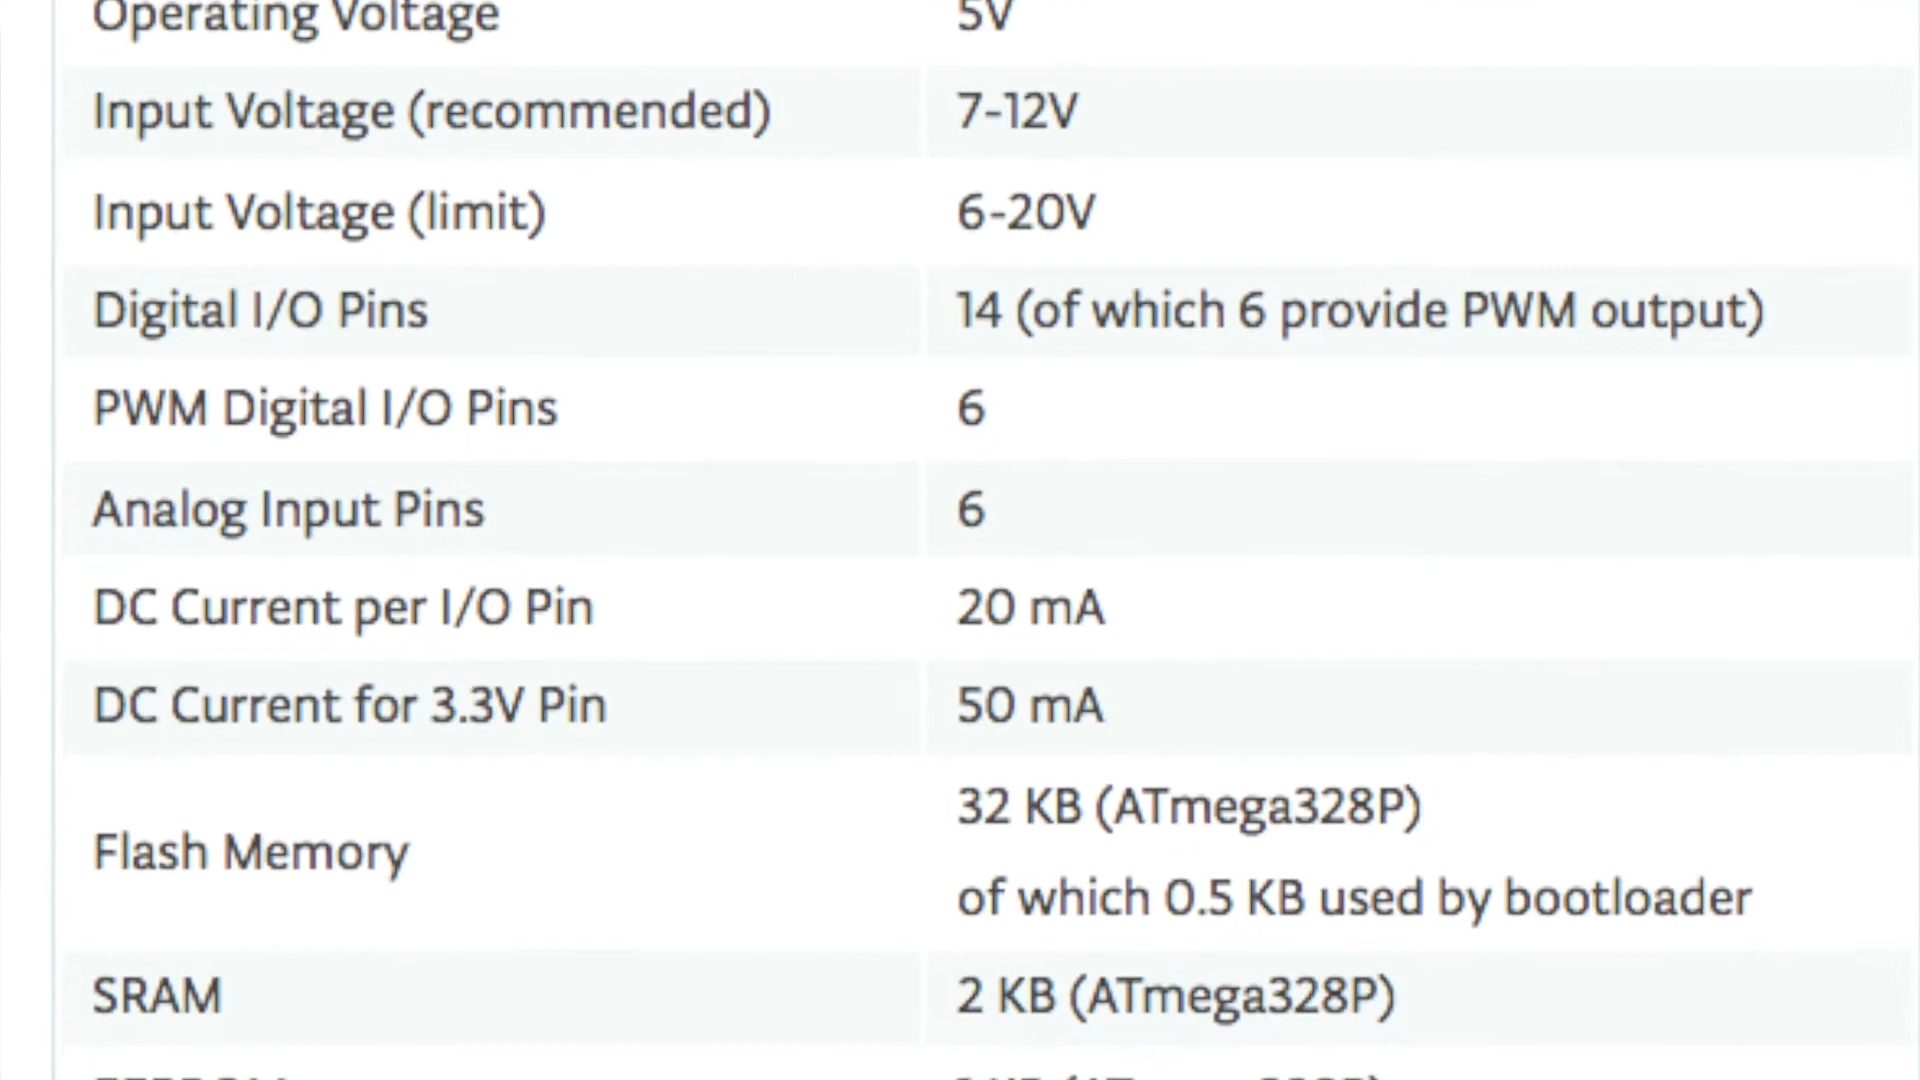 Operating Voltage 5V
Input Voltage (recommended) 7-12V
Input Voltage (limit) 6-20V
Digital I/O Pins 14 (of which 6 provide PWM output)
PWM Digital I/O Pins 6
Analog Input Pins 6
DC Current per I/O Pin 20 mA
DC Current for 3.3V Pin 50 mA
Flash Memory 32 KB (ATmega328P)
of which 0.5 KB used by bootloader
SRAM 2 KB (ATmega328P)